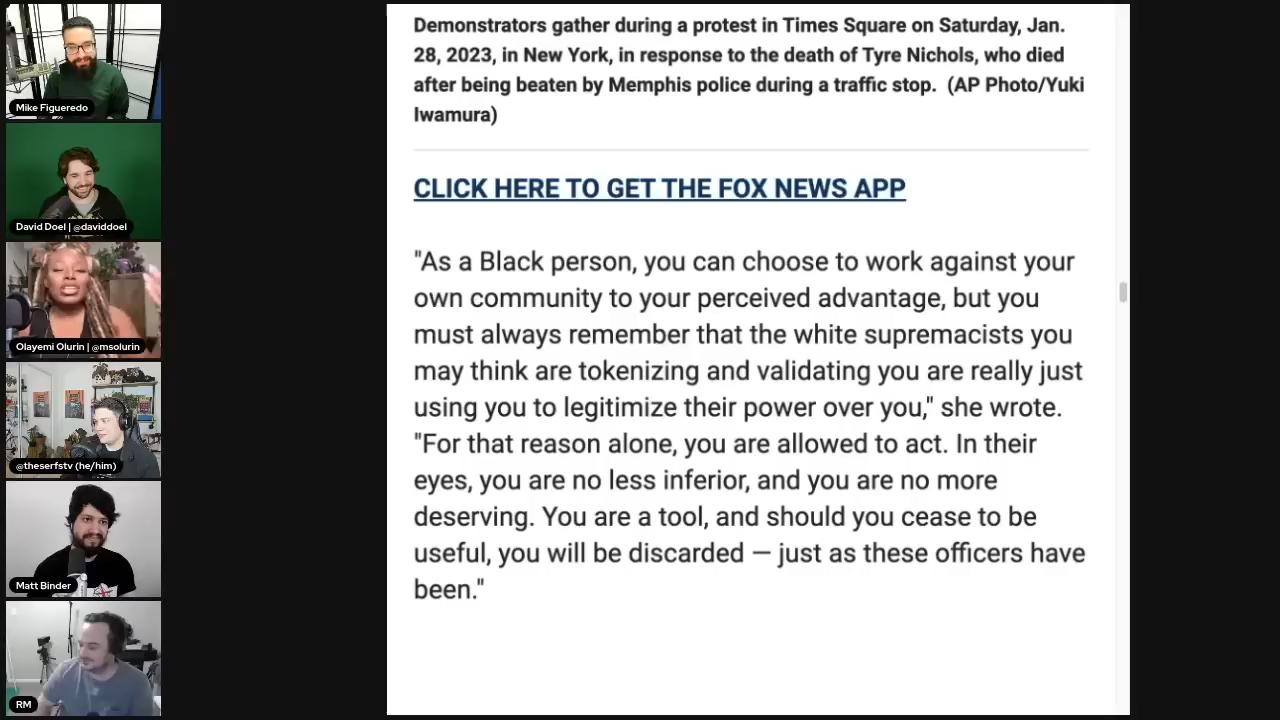 Mike Figueredo
David Doel | @daviddoel
Olayemi Olurin | @msolurin
@theserfstv (he/him)
Matt Binder
RM
Demonstrators gather during a protest in Times Square on Saturday, Jan.
28, 2023, in New York, in response to the death of Tyre Nichols, who died
after being beaten by Memphis police during a traffic stop.  (AP Photo/Yuki
Iwamura)
CLICK HERE TO GET THE FOX NEWS APP
"As a Black person, you can choose to work against your
own community to your perceived advantage, but you
must always remember that the white supremacists you
may think are tokenizing and validating you are really just
using you to legitimize their power over you," she wrote.
"For that reason alone, you are allowed to act. In their
eyes, you are no less inferior, and you are no more
deserving. You are a tool, and should you cease to be
useful, you will be discarded — just as these officers have
been."